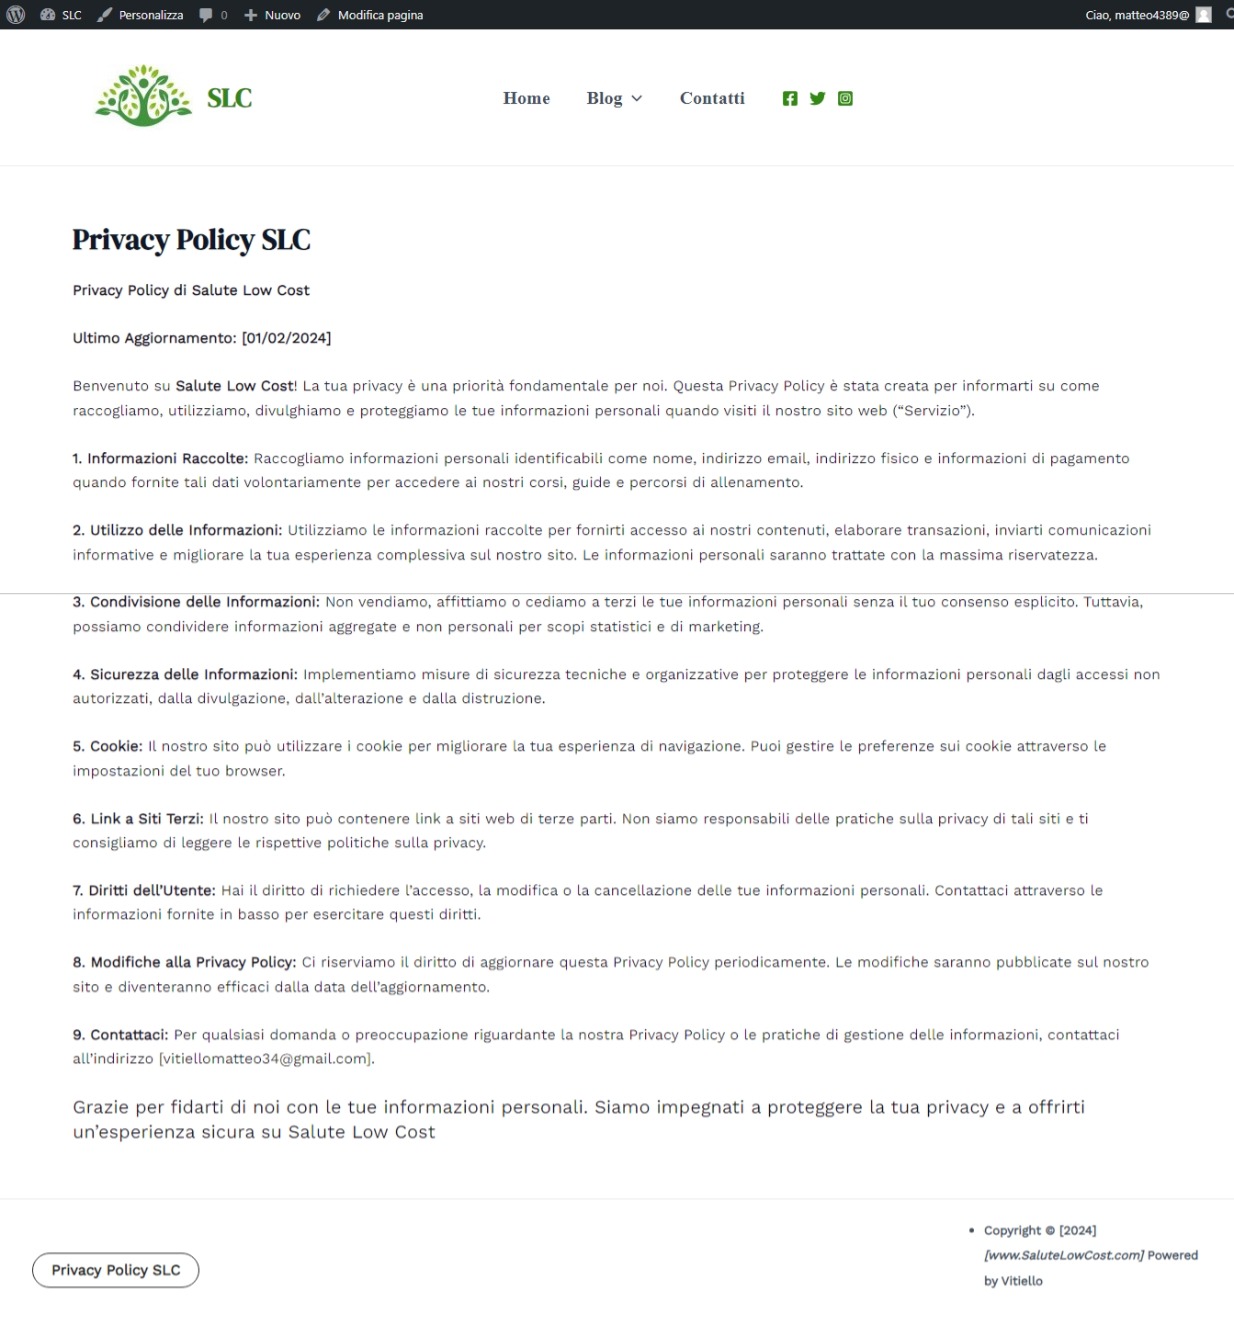 SLC Personalizza 0 Nuovo Modifica pagina Ciao, matteo4389@
SLC Home Blog Contatti
Privacy Policy SLC
Privacy Policy di Salute Low Cost
Ultimo Aggiornamento: [01/02/2024]
Benvenuto su Salute Low Cost! La tua privacy è una priorità fondamentale per noi. Questa Privacy Policy è stata creata per informarti su come
raccogliamo, utilizziamo, divulghiamo e proteggiamo le tue informazioni personali quando visiti il nostro sito web (“Servizio”).
1. Informazioni Raccolte: Raccogliamo informazioni personali identificabili come nome, indirizzo email, indirizzo fisico e informazioni di pagamento
quando fornite tali dati volontariamente per accedere ai nostri corsi, guide e percorsi di allenamento.
2. Utilizzo delle Informazioni: Utilizziamo le informazioni raccolte per fornirti accesso ai nostri contenuti, elaborare transazioni, inviarti comunicazioni
informative e migliorare la tua esperienza complessiva sul nostro sito. Le informazioni personali saranno trattate con la massima riservatezza.
3. Condivisione delle Informazioni: Non vendiamo, affittiamo o cediamo a terzi le tue informazioni personali senza il tuo consenso esplicito. Tuttavia,
possiamo condividere informazioni aggregate e non personali per scopi statistici e di marketing.
4. Sicurezza delle Informazioni: Implementiamo misure di sicurezza tecniche e organizzative per proteggere le informazioni personali dagli accessi non
autorizzati, dalla divulgazione, dall’alterazione e dalla distruzione.
5. Cookie: Il nostro sito può utilizzare i cookie per migliorare la tua esperienza di navigazione. Puoi gestire le preferenze sui cookie attraverso le
impostazioni del tuo browser.
6. Link a Siti Terzi: Il nostro sito può contenere link a siti web di terze parti. Non siamo responsabili delle pratiche sulla privacy di tali siti e ti
consigliamo di leggere le rispettive politiche sulla privacy.
7. Diritti dell’Utente: Hai il diritto di richiedere l’accesso, la modifica o la cancellazione delle tue informazioni personali. Contattaci attraverso le
informazioni fornite in basso per esercitare questi diritti.
8. Modifiche alla Privacy Policy: Ci riserviamo il diritto di aggiornare questa Privacy Policy periodicamente. Le modifiche saranno pubblicate sul nostro
sito e diventeranno efficaci dalla data dell’aggiornamento.
9. Contattaci: Per qualsiasi domanda o preoccupazione riguardante la nostra Privacy Policy o le pratiche di gestione delle informazioni, contattaci
all’indirizzo [vitiellomatteo34@gmail.com].
Grazie per fidarti di noi con le tue informazioni personali. Siamo impegnati a proteggere la tua privacy e a offrirti
un’esperienza sicura su Salute Low Cost
Privacy Policy SLC
• Copyright © [2024]
[www.SaluteLowCost.com] Powered
by Vitiello